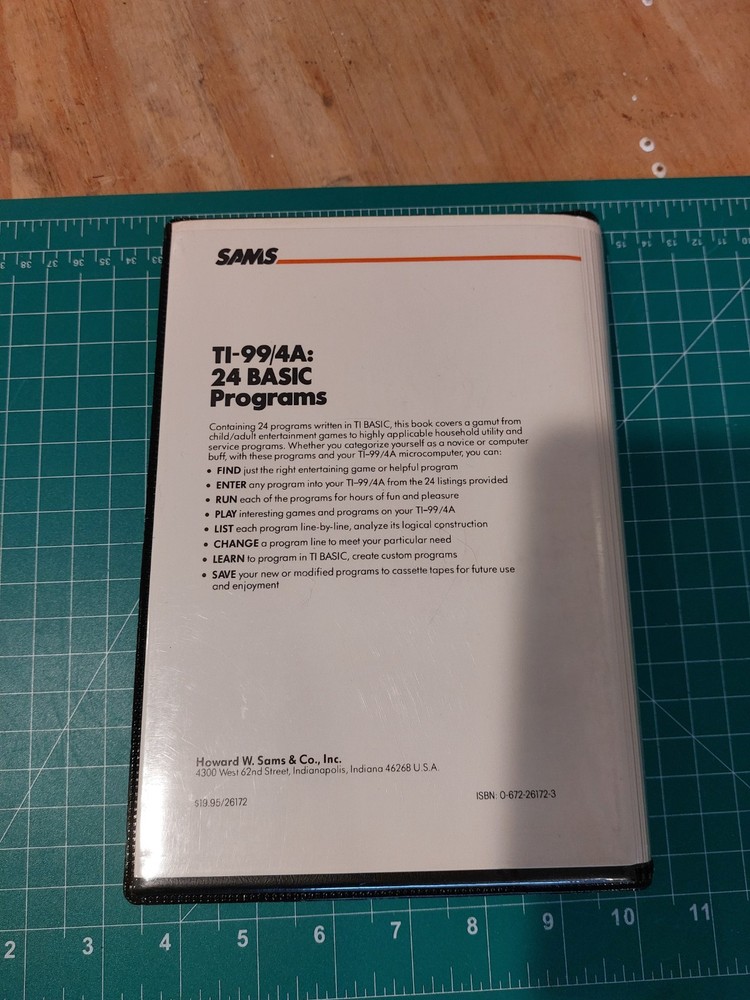 SAMS
TI-99/4A:
24 BASIC
Programs
Containing 24 programs written in TI BASIC, this book covers a gamut from
child/adult entertainment games to highly applicable household utility and
service programs. Whether you categorize yourself as a novice or computer
buff, with these programs and your TI-99/4A microcomputer, you can:
• FIND just the right entertaining game or helpful program
• ENTER any program into your TI-99/4A from the 24 listings provided
• RUN each of the programs for hours of fun and pleasure
• PLAY interesting games and programs on your TI-99/4A
• LIST each program line-by-line, analyze its logical construction
• CHANGE a program line to meet your particular need
• LEARN to program in TI BASIC, create custom programs
• SAVE your new or modified programs to cassette tapes for future use
and enjoyment
Howard W. Sams & Co., Inc.
4300 West 62nd Street, Indianapolis, Indiana 46268 U.S.A.
$19.95/26172 ISBN: 0-672-26172-3
2 3 4 5 6 7 8 9 10 11